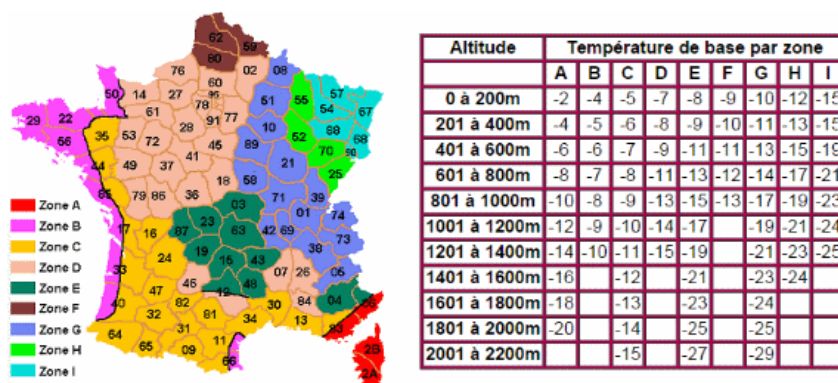 62 59
80
76 02 08
50 14 27 60 95 51 55 57
29 22 61 78 77 54 67
56 35 53 28 91 10 88
72 45 89 52 68
44 49 37 41 21 70 90
85 18 58 25
79 86 36 71 39
Zone A 03
Zone B 17 16 87 23 01 74
Zone C 63 42 69 73
Zone D 24 19 15 43 38
Zone E 33 46 48 07 26 05
Zone F 40 47 82 12 84 04 06
Zone G 32 81 30 13 83
Zone H 64 65 31 34 2B
Zone I 09 11 66 2A
Altitude Température de base par zone
A B C D E F G H I
0 à 200m -2 -4 -5 -7 -8 -9 -10 -12 -15
201 à 400m -4 -5 -6 -8 -9 -10 -11 -13 -15
401 à 600m -6 -6 -7 -9 -11 -11 -13 -15 -19
601 à 800m -8 -7 -8 -11 -13 -12 -14 -17 -21
801 à 1000m -10 -8 -9 -13 -15 -13 -17 -19 -23
1001 à 1200m -12 -9 -10 -14 -17 -19 -21 -24
1201 à 1400m -14 -10 -11 -15 -19 -21 -23 -25
1401 à 1600m -16 -12 -21 -23 -24
1601 à 1800m -18 -13 -23 -24
1801 à 2000m -20 -14 -25 -25
2001 à 2200m -15 -27 -29